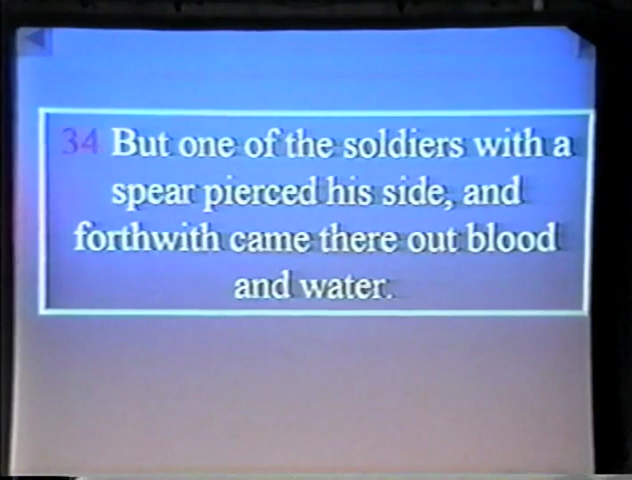 34 But one of the soldiers with a
spear pierced his side, and
forthwith came there out blood
and water.